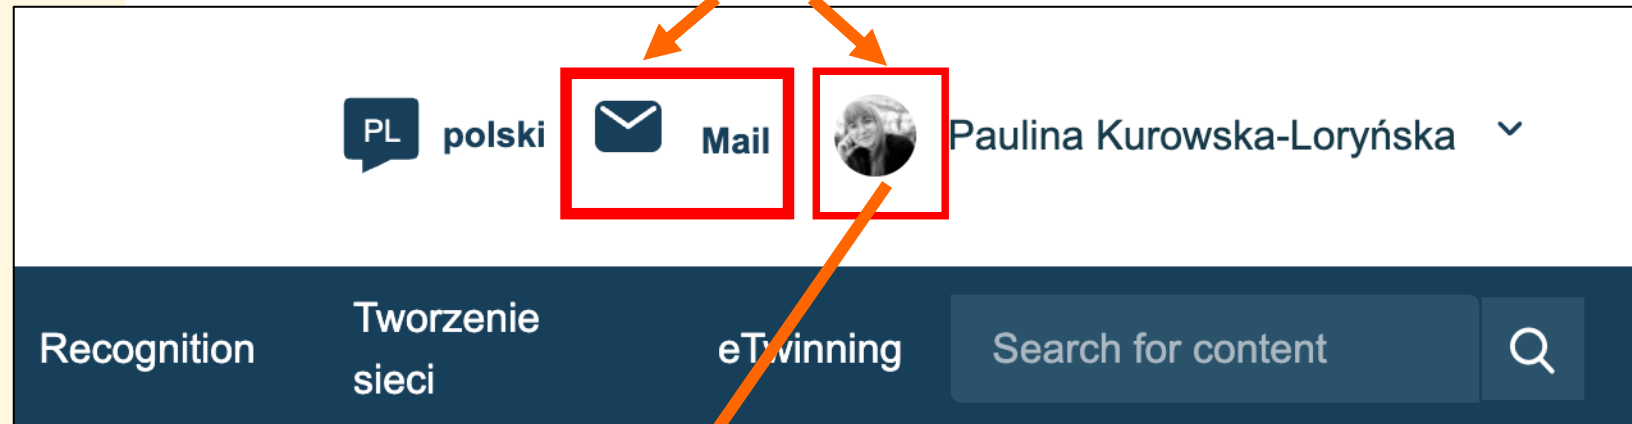 PL polski Mail Paulina Kurowska-Loryńska
Recognition Tworzenie sieci eTwinning Search for content